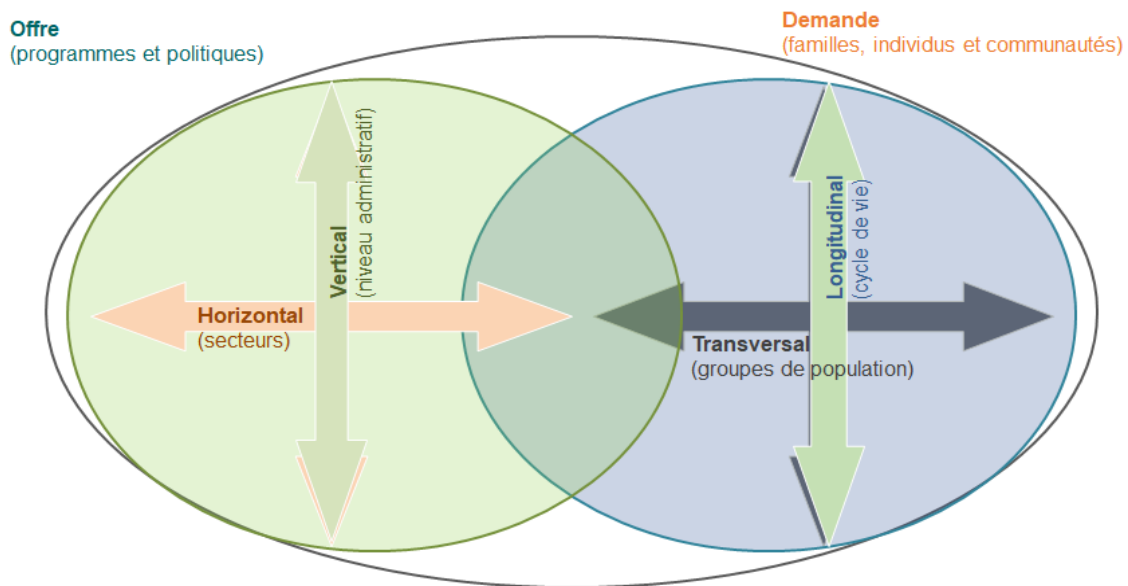 Offre
(programmes et politiques)
Demande
(familles, individus et communautés)
Vertical
(niveau administratif)
Horizontal
(secteurs)
Longitudinal
(cycle de vie)
Transversal
(groupes de population)